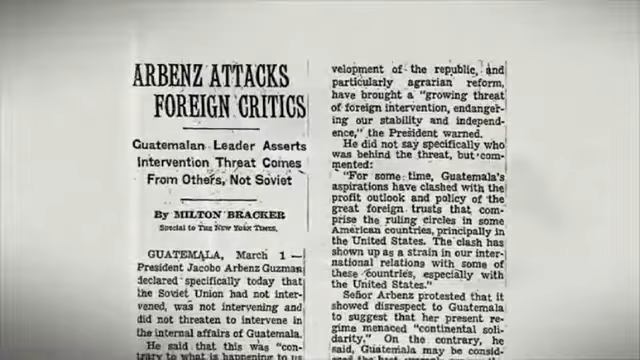 ARBENZ ATTACKS
FOREIGN CRITICS
Guatemalan Leader Asserts
Intervention Threat Comes
From Others, Not Soviet
By MILTON BRACKER
Special to THE NEW YORK TIMES.
GUATEMALA, March 1 —
President Jacobo Arbenz Guzman
declared specifically today that
the Soviet Union had not inter-
vened, was not intervening and
did not threaten to intervene in
the internal affairs of Guatemala.
He said that this was "con-
trary to what is happening to us
velopment of the republic, and
particularly agrarian reform,
have brought a "growing threat
of foreign intervention, endanger-
ing our stability and independ-
ence," the President warned.
He did not say specifically who
was behind the threat, but com-
mented:
"For some time, Guatemala's
aspirations have clashed with the
profit outlook and policy of the
great foreign trusts that com-
prise the ruling circles in some
American countries, principally in
the United States. The clash has
shown up as a strain in our inter-
national relations with some of
these countries, especially with
the United States."
Señor Arbenz protested that it
showed disrespect to Guatemala
to suggest that her present re-
gime menaced "continental soli-
darity." On the contrary, he
said, Guatemala may be consid-